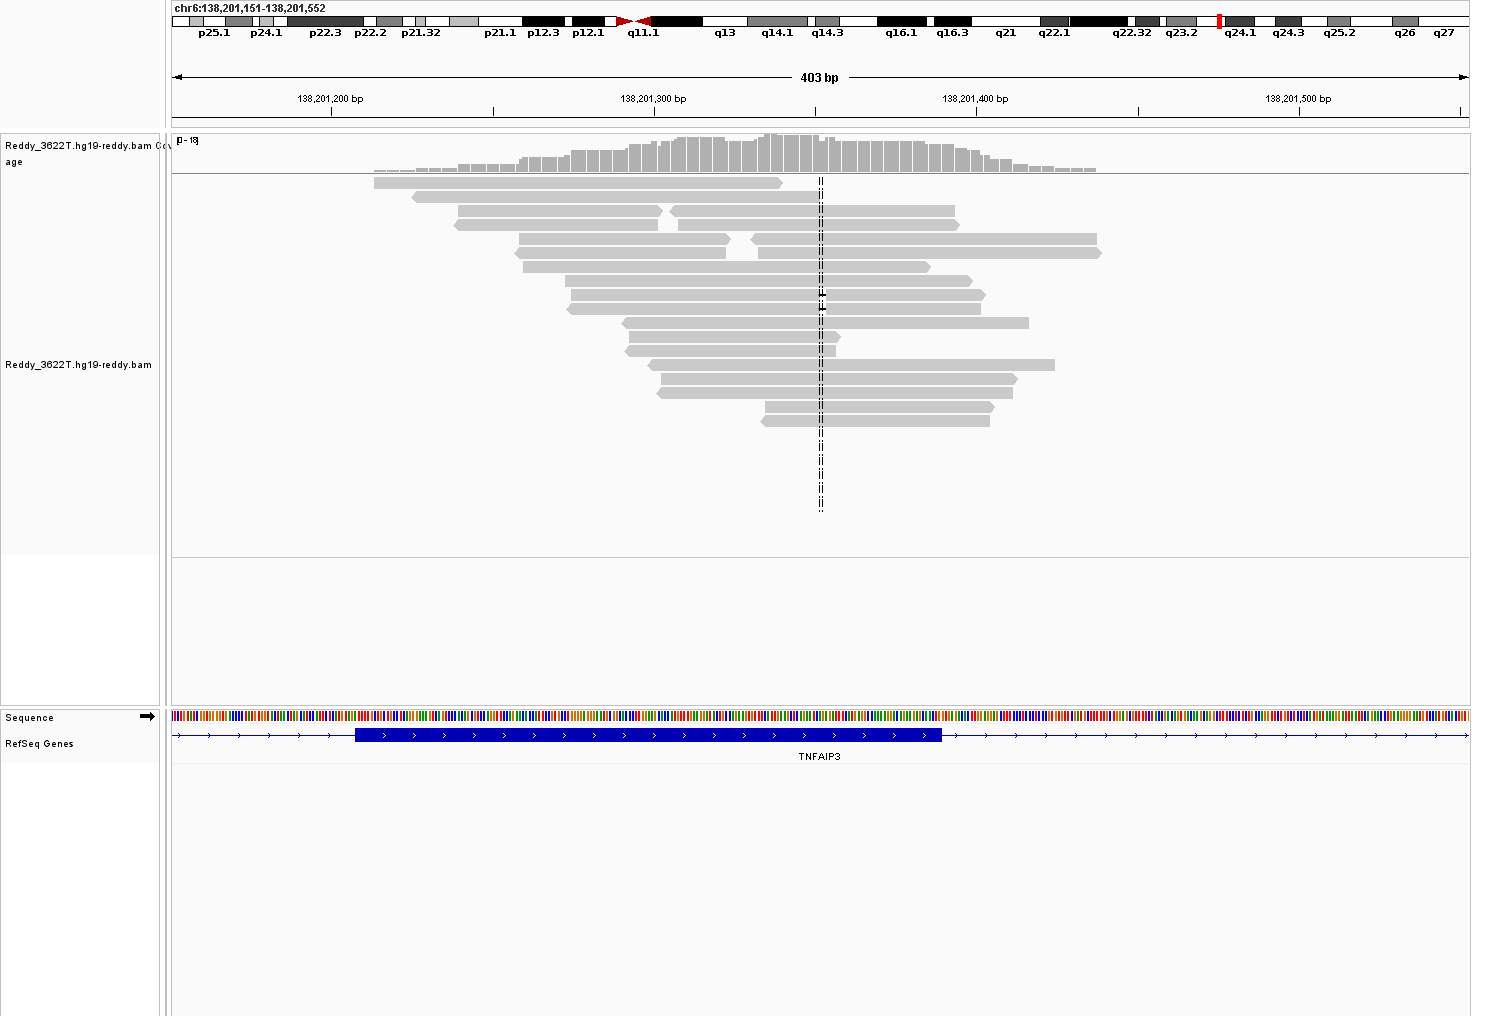 chr6:138,201,151-138,201,552
p25.1 p24.1 p22.3 p22.2 p21.32 p21.1 p12.3 p12.1 q11.1 q13 q14.1 q14.3 q16.1 q16.3 q21 q22.1 q22.32 q23.2 q24.1 q24.3 q25.2 q26 q27
403 bp
138,201,200 bp 138,201,300 bp 138,201,400 bp 138,201,500 bp
Reddy_3622T.hg19-reddy.bam Cov
age
[0 - 18]
Reddy_3622T.hg19-reddy.bam
Sequence
RefSeq Genes
TNFAIP3